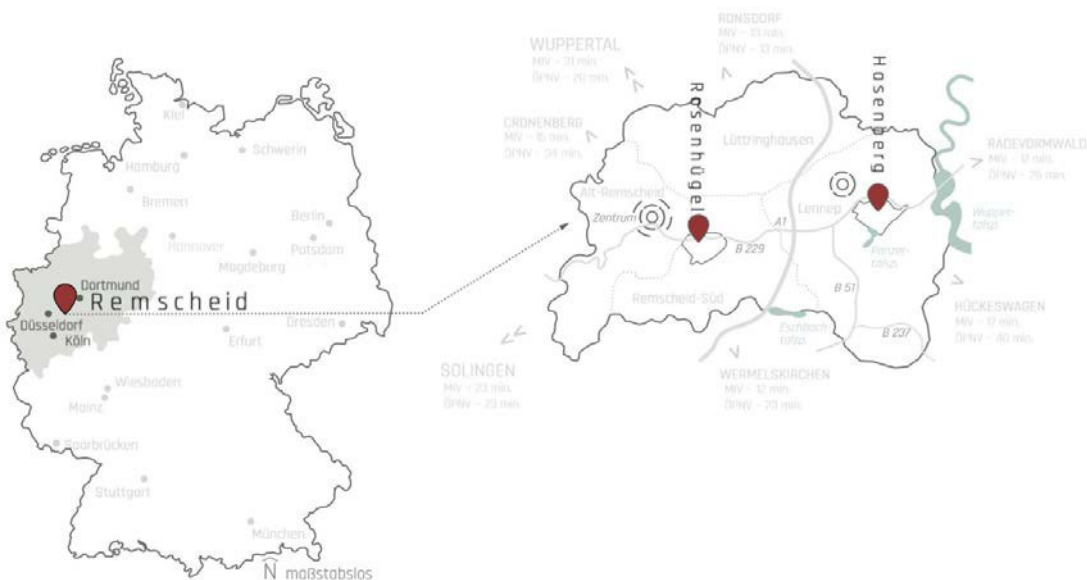 Kiel
Schwerin
Hamburg
Bremen
Berlin
Potsdam
Hannover
Magdeburg
Dortmund
Remscheid
Düsseldorf
Köln
Dresden
Erfurt
Wiesbaden
Mainz
Saarbrücken
Stuttgart
München
N maßstabslos
RONSDORF
MIV – 13 min.
ÖPNV – 13 min.
WUPPERTAL
MIV – 21 min.
ÖPNV – 20 min.
CRONENBERG
MIV – 15 min.
ÖPNV – 34 min.
Rosenhügel
Hasenberg
Lüttringhausen
RADEVORMWALD
MIV – 12 min.
ÖPNV – 26 min.
Alt-Remscheid
Zentrum
Lennep
A1
B 229
Wupper-
talsp.
Panzer-
talsp.
B 51
Remscheid-Süd
Eschbach
talsp.
B 237
HÜCKESWAGEN
MIV – 17 min.
ÖPNV – 40 min.
SOLINGEN
MIV – 23 min.
ÖPNV – 23 min.
WERMELSKIRCHEN
MIV – 12 min.
ÖPNV – 23 min.